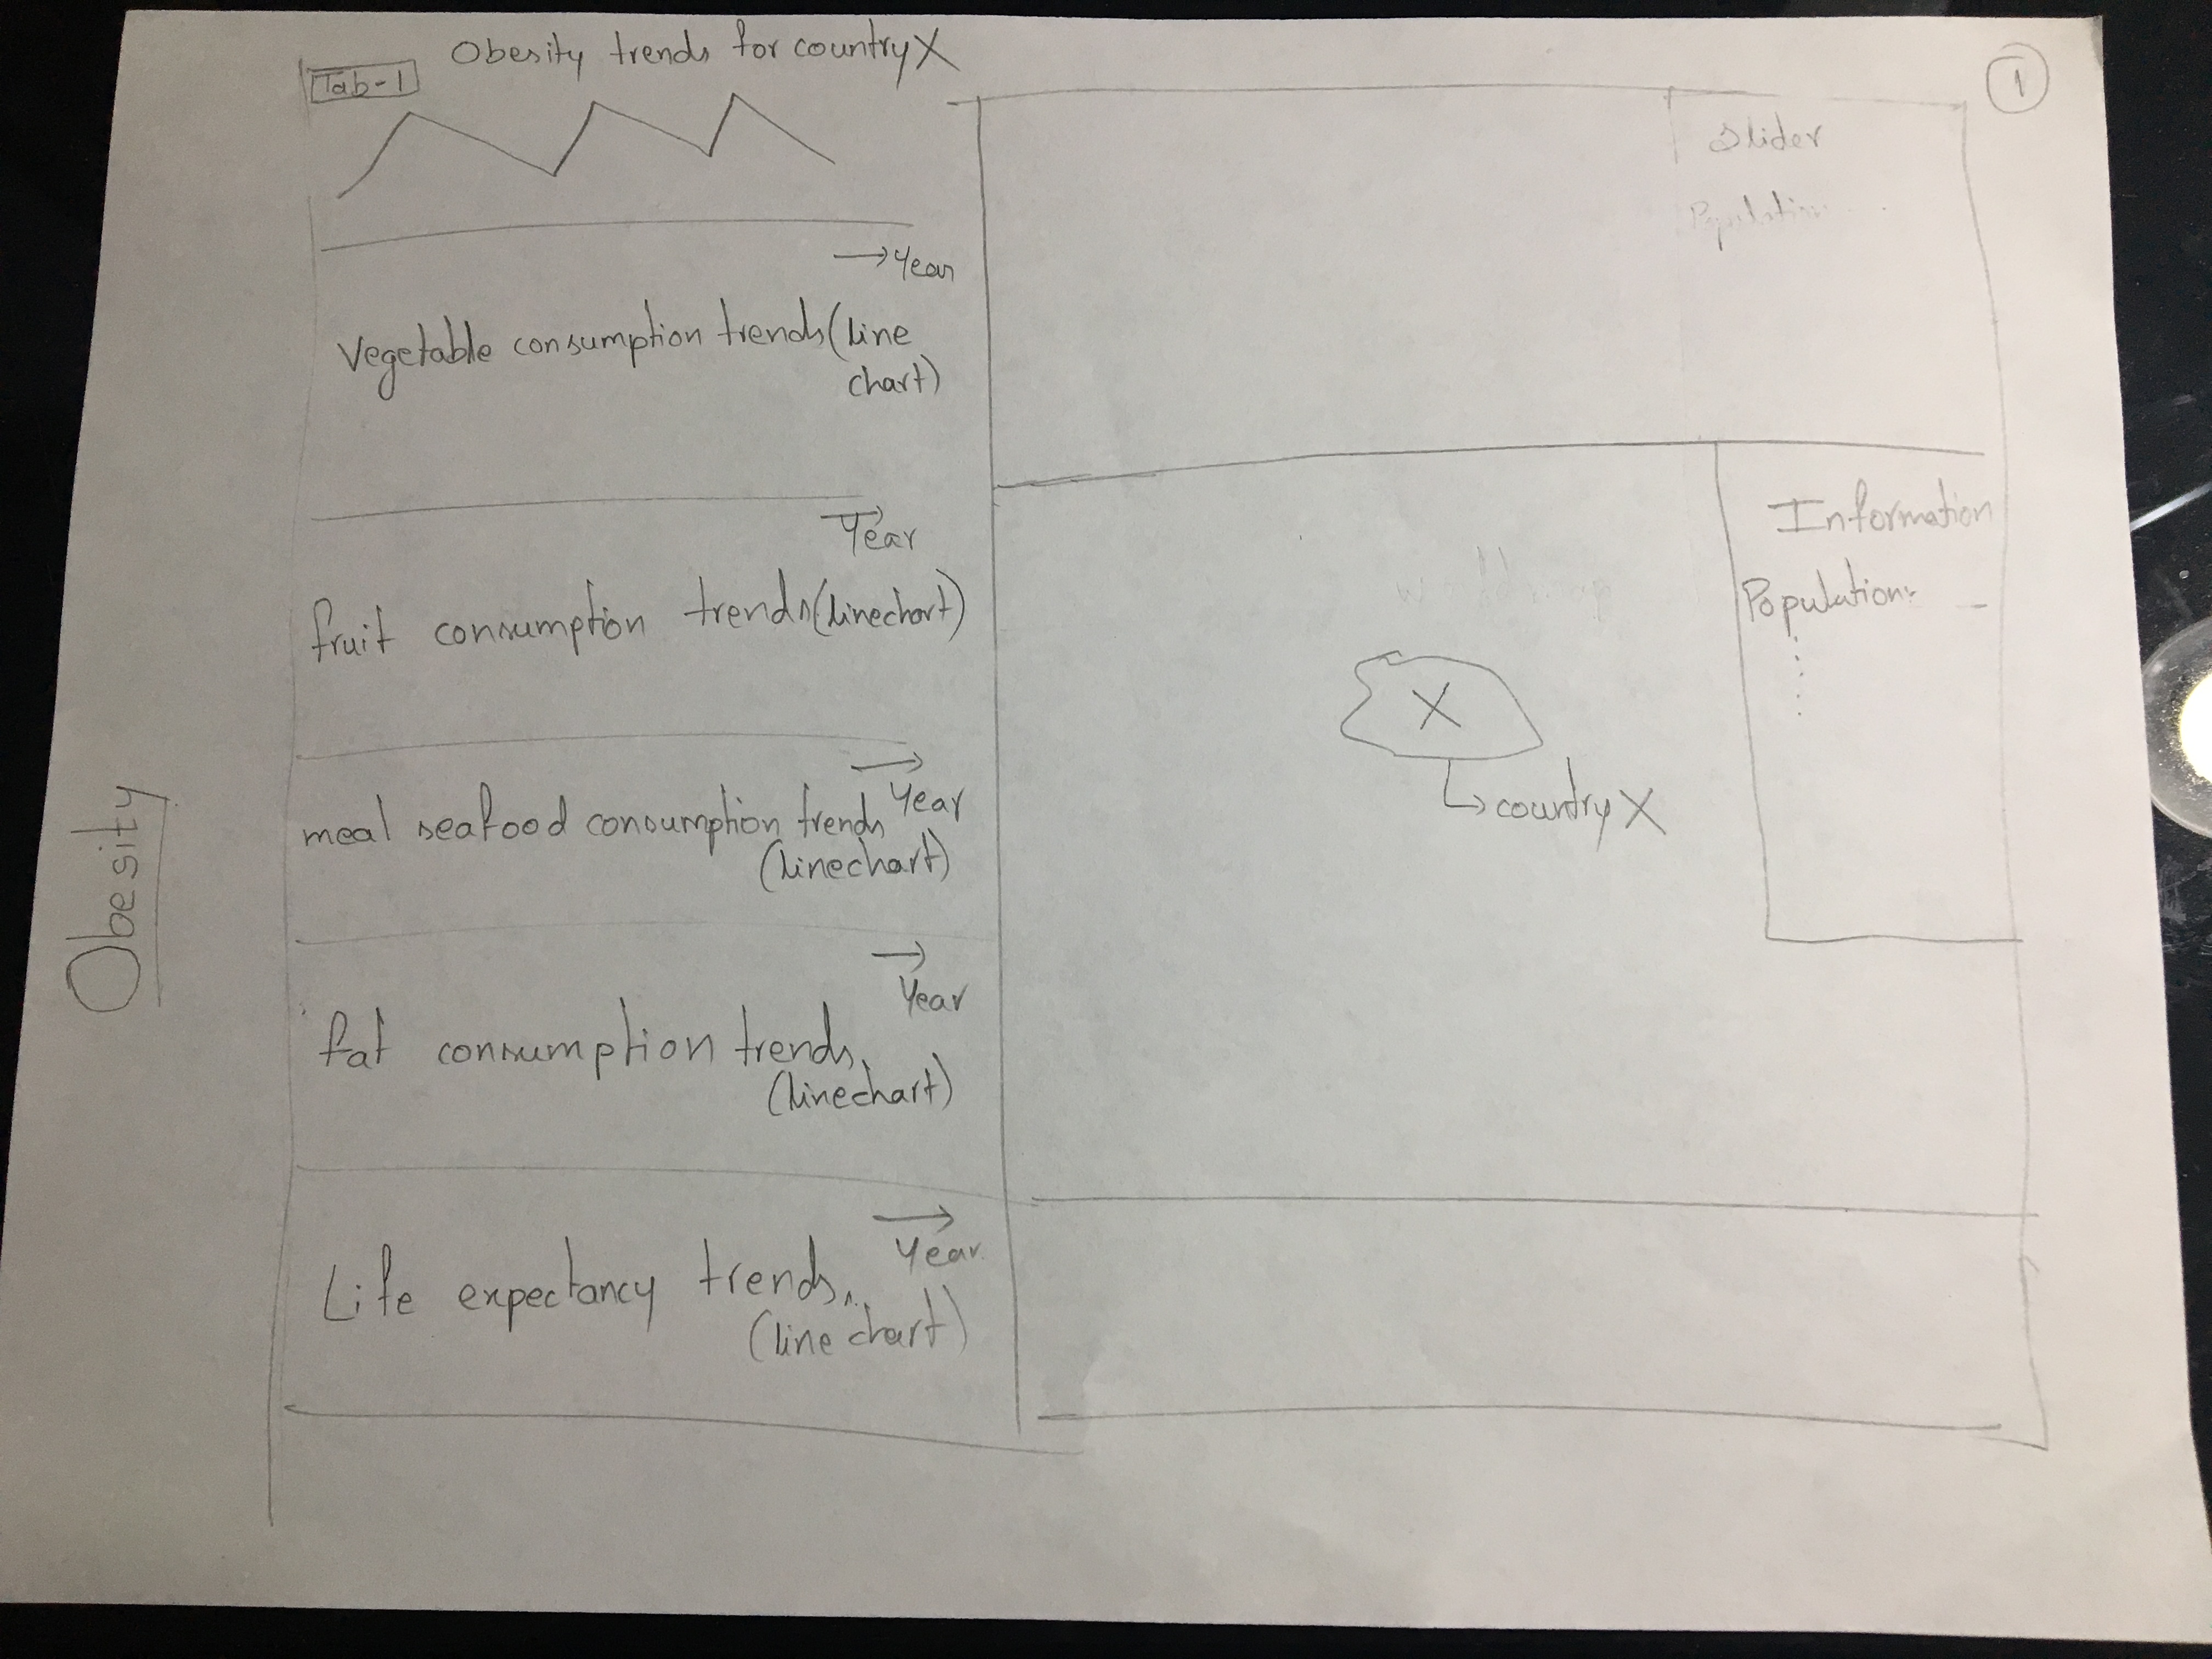 Obesity trends for country X
Tab-1
1
→ Year
Vegetable consumption trends (line
chart)
Year
fruit consumption trends (linechart)
Year
meal seafood consumption trends
(linechart)
Year
fat consumption trends
(linechart)
Year
Life expectancy trends
(line chart)
Obesity
Slider
Population
Information
Population:
X
country X